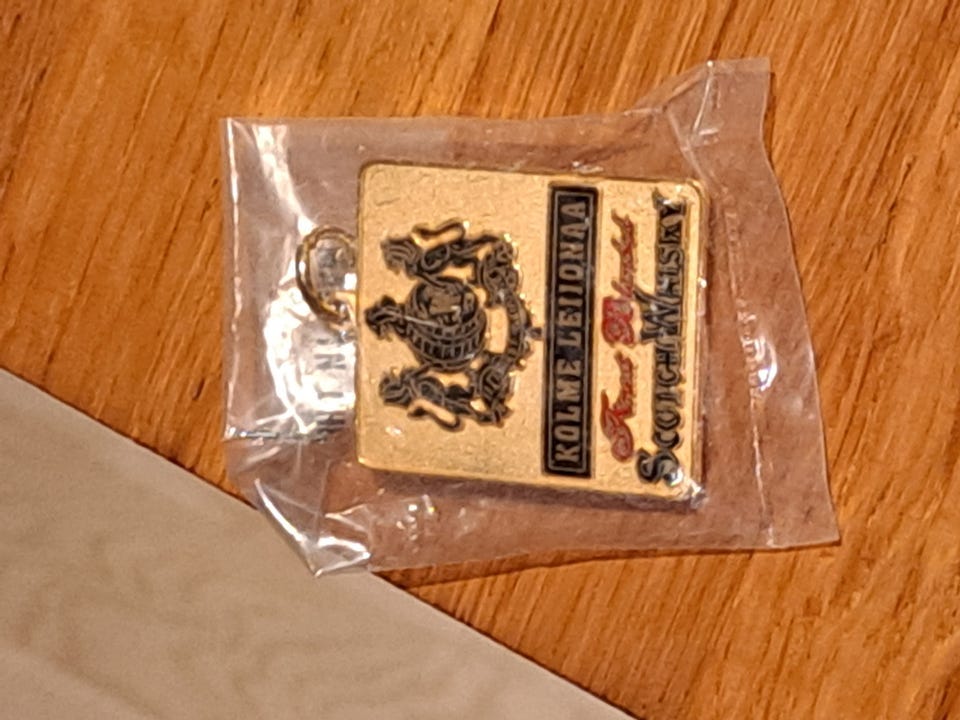 KOLME LEIJONAA
Finest Blended
SCOTCH WHISKY